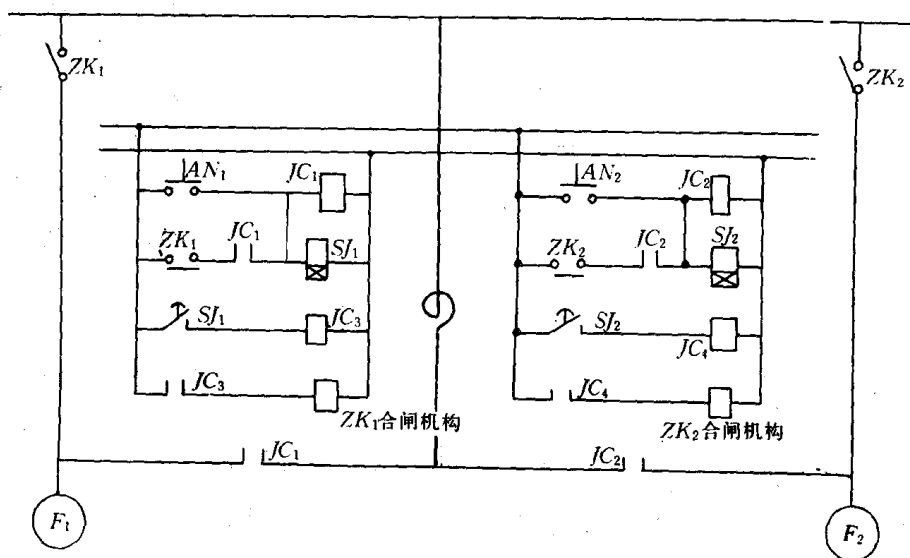 ZK₁
ZK₂
AN₁
JC₁
AN₂
JC₂
ZK₁
JC₁
SJ₁
ZK₂
JC₂
SJ₂
SJ₁
JC₃
SJ₂
JC₄
JC₃
JC₄
ZK₁合闸机构
ZK₂合闸机构
JC₁
JC₂
F₁
F₂